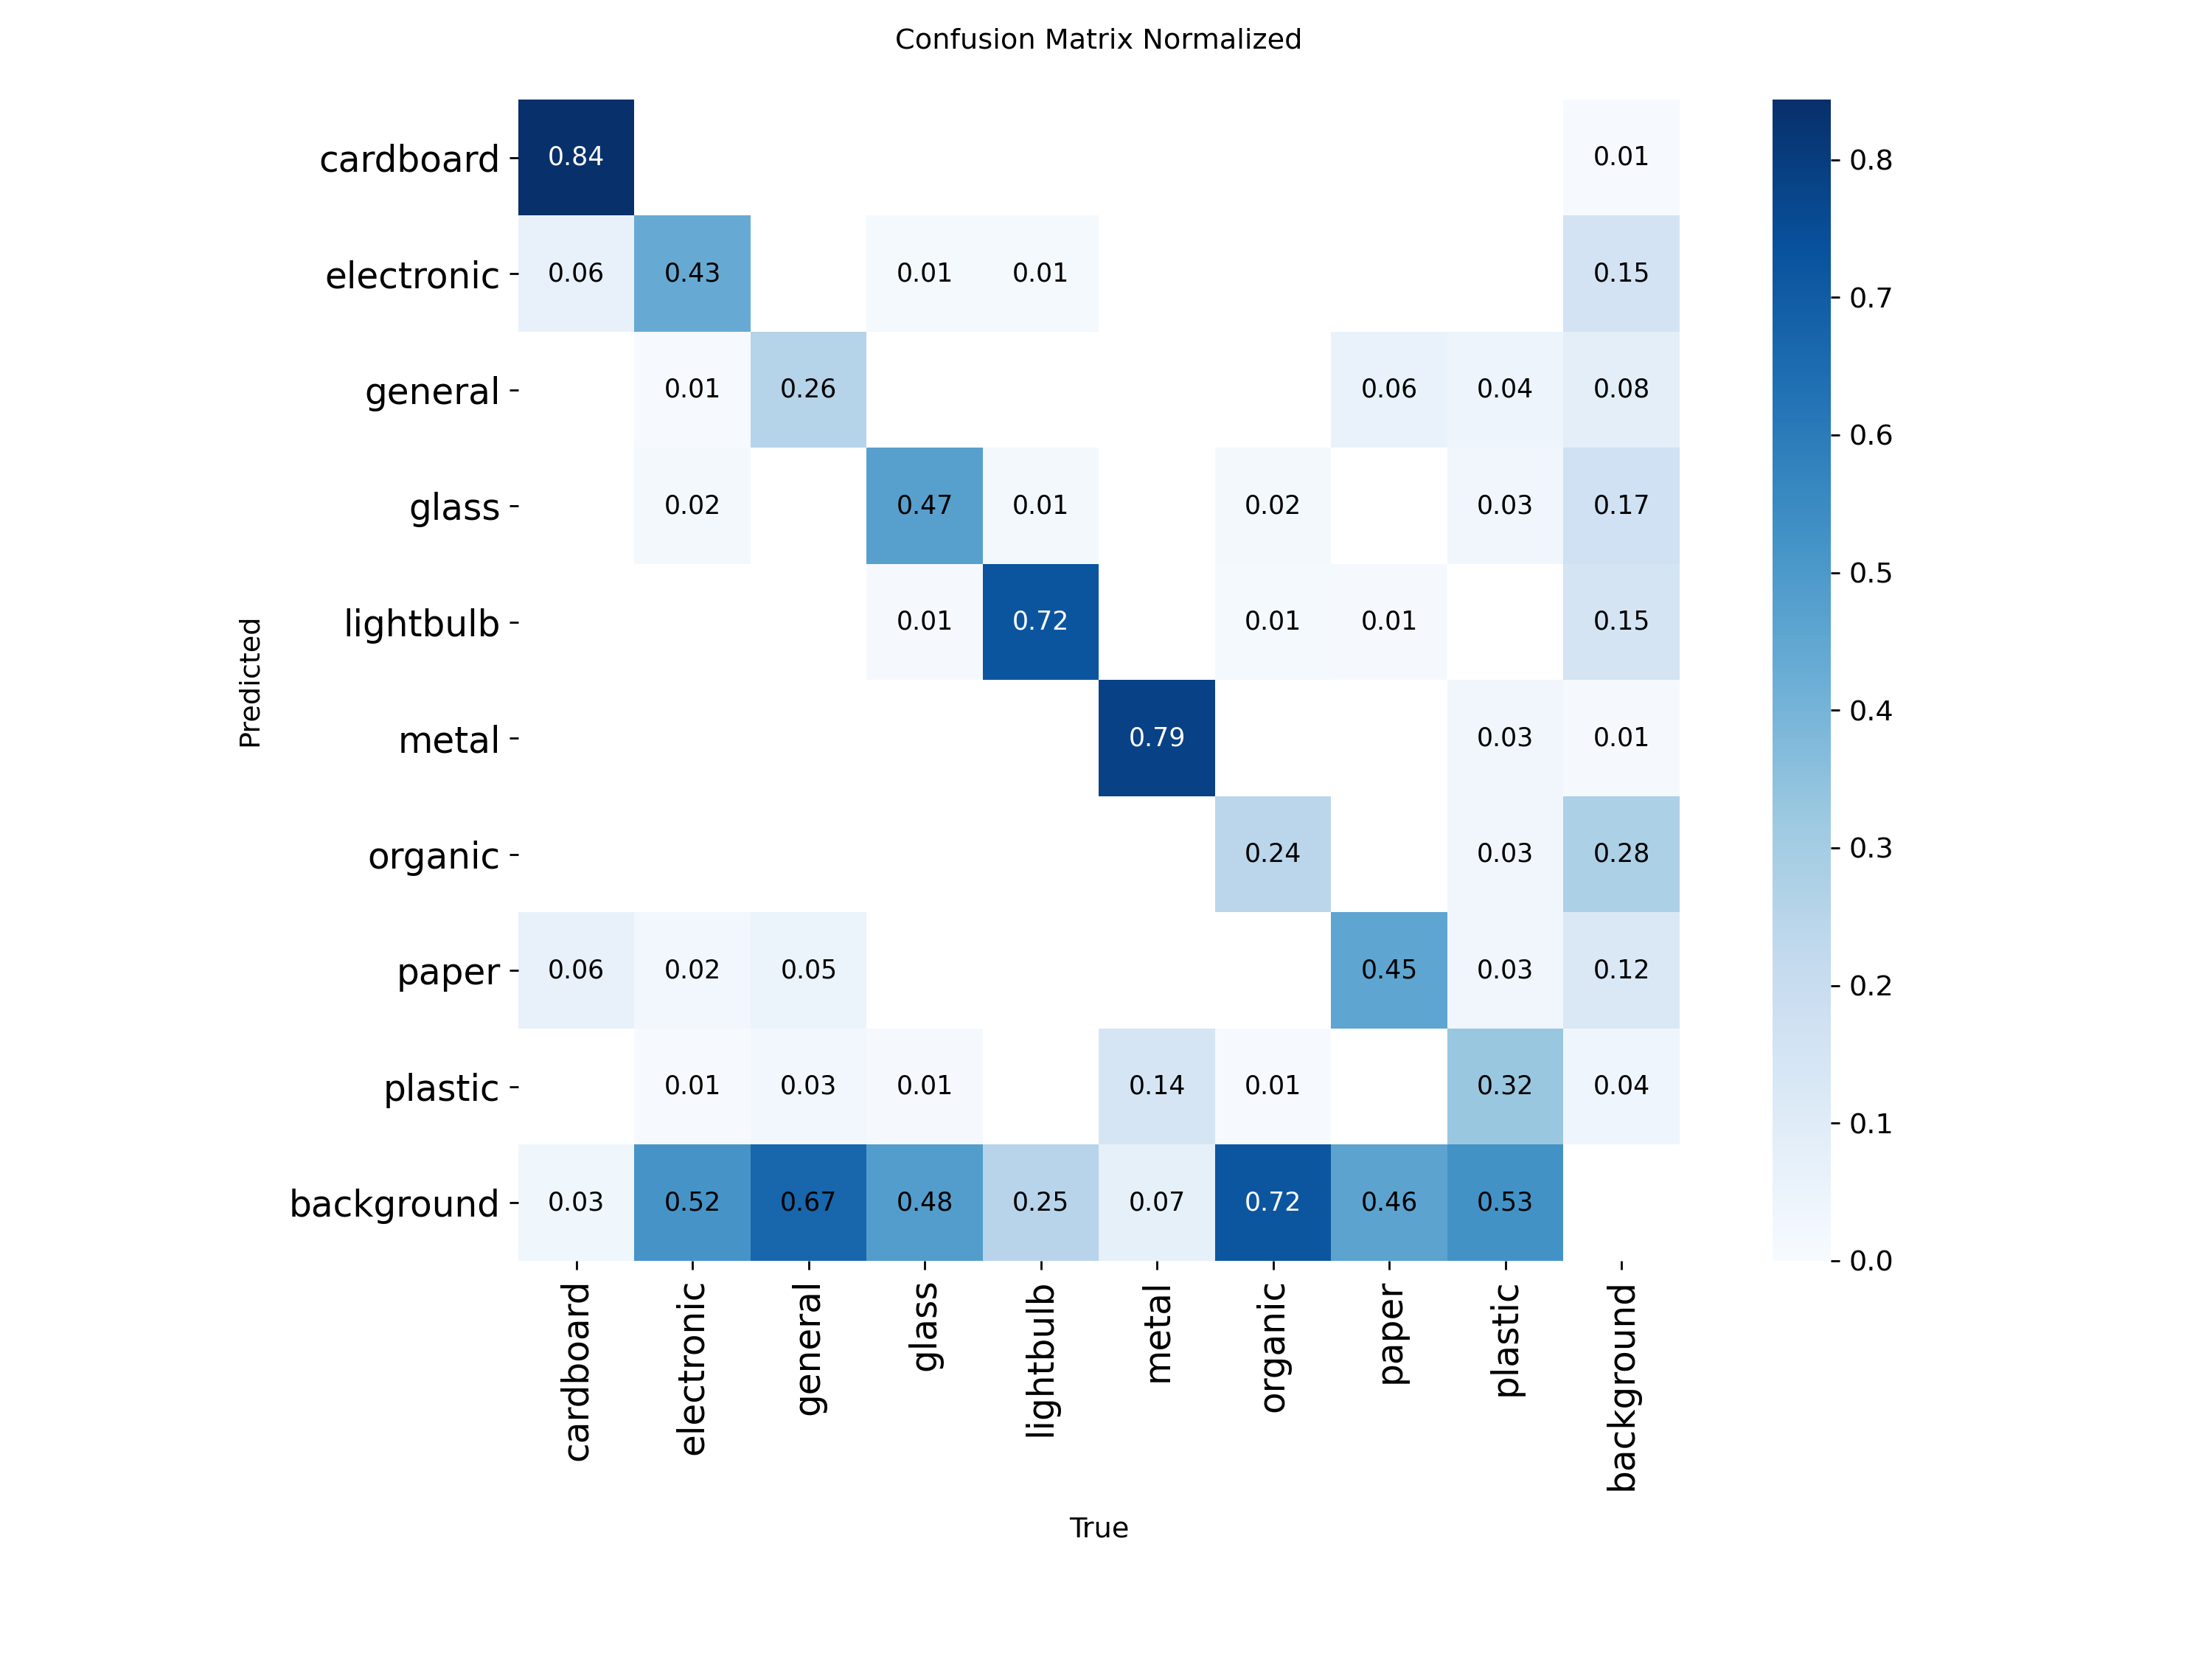 Confusion Matrix Normalized
cardboard 0.84 0.01 0.8
electronic 0.06 0.43 0.01 0.01 0.15 0.7
general 0.01 0.26 0.06 0.04 0.08 0.6
glass 0.02 0.47 0.01 0.02 0.03 0.17 0.5
lightbulb 0.01 0.72 0.01 0.01 0.15 0.4
Predicted
metal 0.79 0.03 0.01 0.3
organic 0.24 0.03 0.28 0.2
paper 0.06 0.02 0.05 0.45 0.03 0.12 0.1
plastic 0.01 0.03 0.01 0.14 0.01 0.32 0.04 0.0
background 0.03 0.52 0.67 0.48 0.25 0.07 0.72 0.46 0.53
cardboard electronic general glass lightbulb metal organic paper plastic background
True